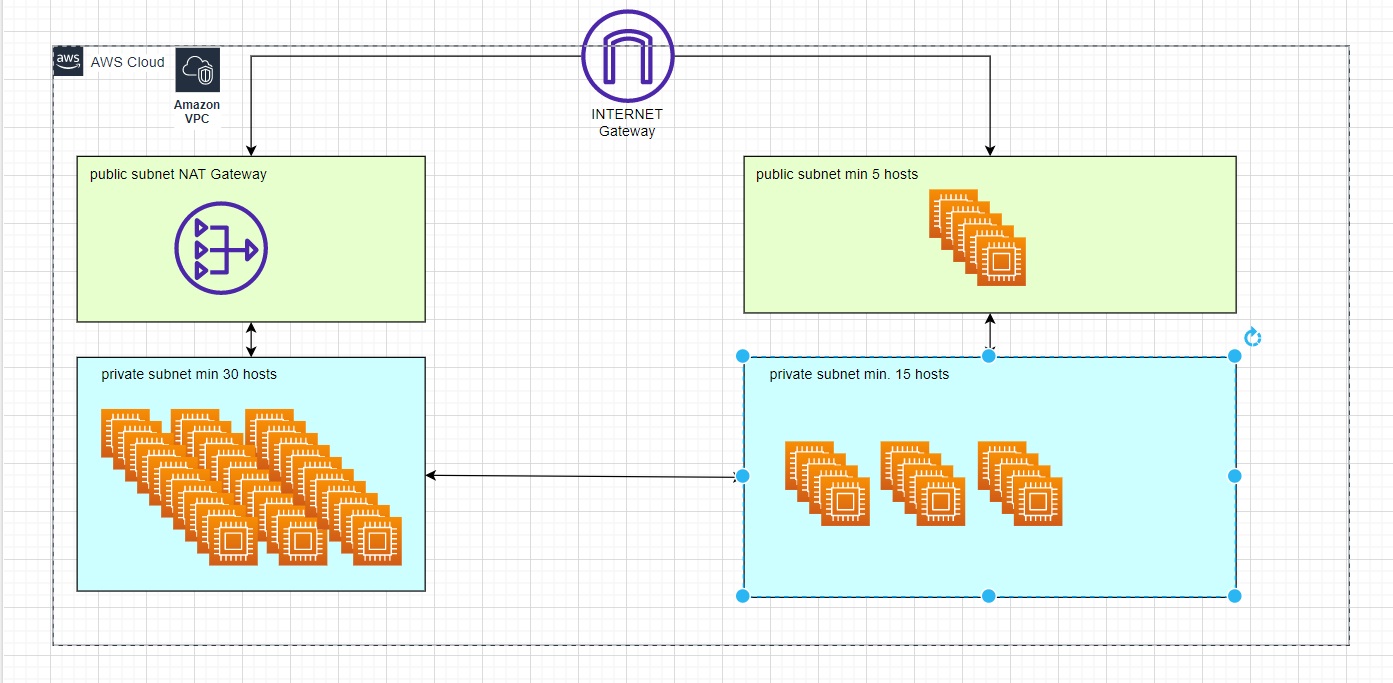 aws
AWS Cloud
Amazon
VPC
INTERNET
Gateway
public subnet NAT Gateway
public subnet min 5 hosts
private subnet min 30 hosts
private subnet min. 15 hosts